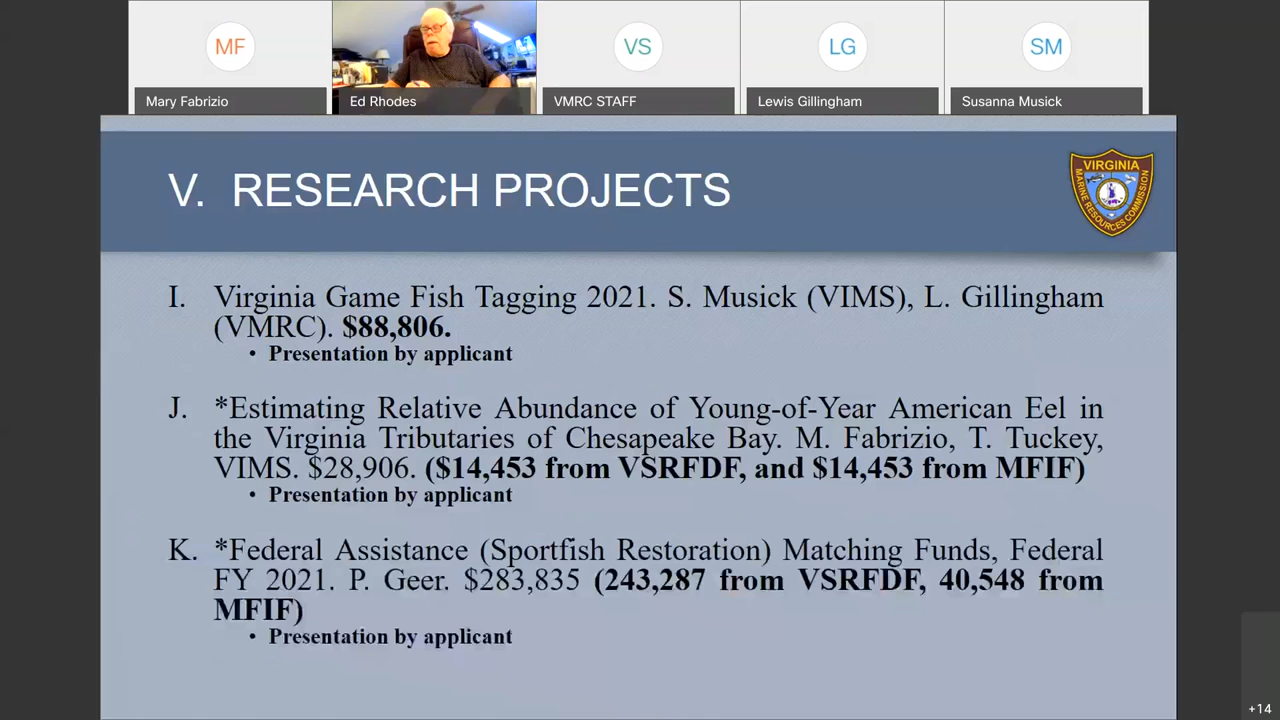 MF
VS
LG
SM
Mary Fabrizio
Ed Rhodes
VMRC STAFF
Lewis Gillingham
Susanna Musick
V. RESEARCH PROJECTS
VIRGINIA
MARINE RESOURCES COMMISSION
I. Virginia Game Fish Tagging 2021. S. Musick (VIMS), L. Gillingham
(VMRC). $88,806.
• Presentation by applicant
J. *Estimating Relative Abundance of Young-of-Year American Eel in
the Virginia Tributaries of Chesapeake Bay. M. Fabrizio, T. Tuckey,
VIMS. $28,906. ($14,453 from VSRFDF, and $14,453 from MFIF)
• Presentation by applicant
K. *Federal Assistance (Sportfish Restoration) Matching Funds, Federal
FY 2021. P. Geer. $283,835 (243,287 from VSRFDF, 40,548 from
MFIF)
• Presentation by applicant
+14